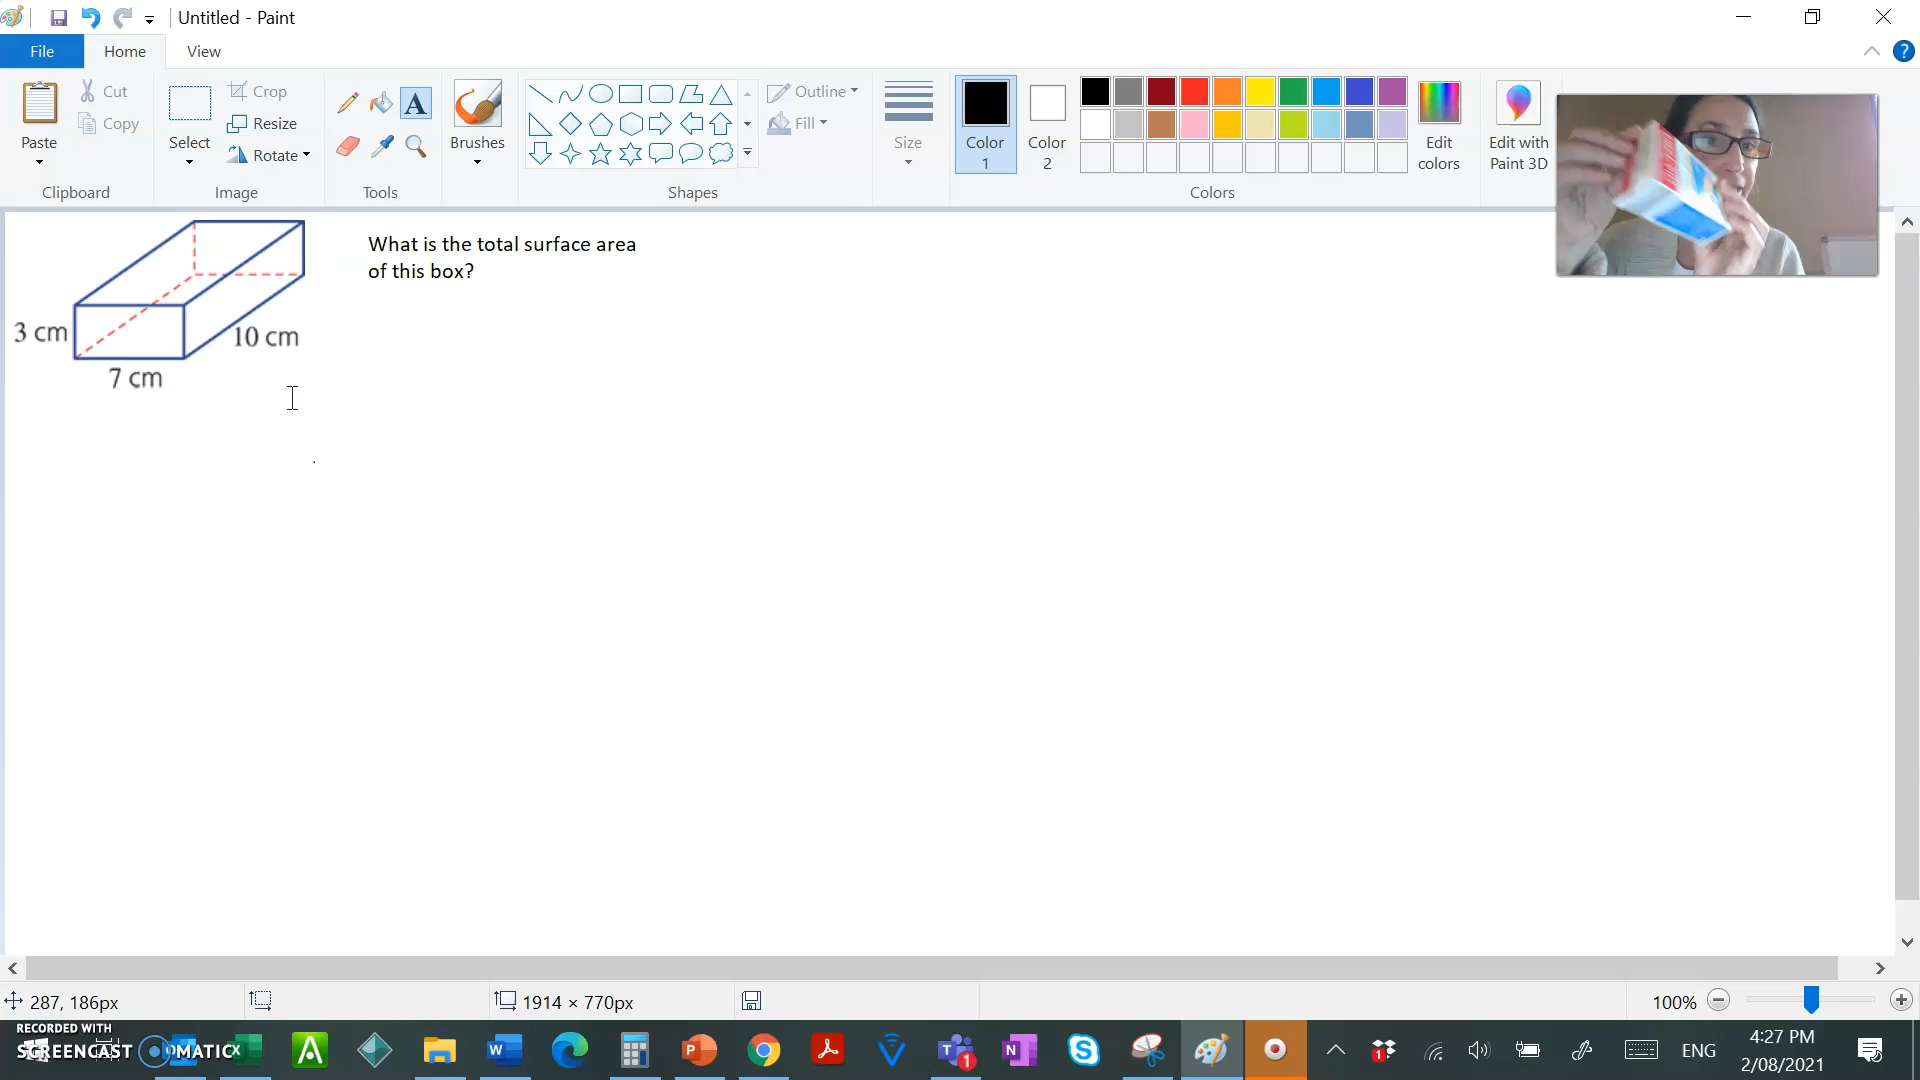 Untitled - Paint
File
Home
View
Paste
Cut
Copy
Clipboard
Select
Crop
Resize
Rotate
Image
Tools
Brushes
Shapes
Outline
Fill
Size
Color
1
Color
2
Edit
colors
Edit with
Paint 3D
Colors
What is the total surface area
of this box?
3 cm
10 cm
7 cm
287, 186px
1914 × 770px
100%
RECORDED WITH
SCREENCAST OMATIC
ENG
4:27 PM
2/08/2021